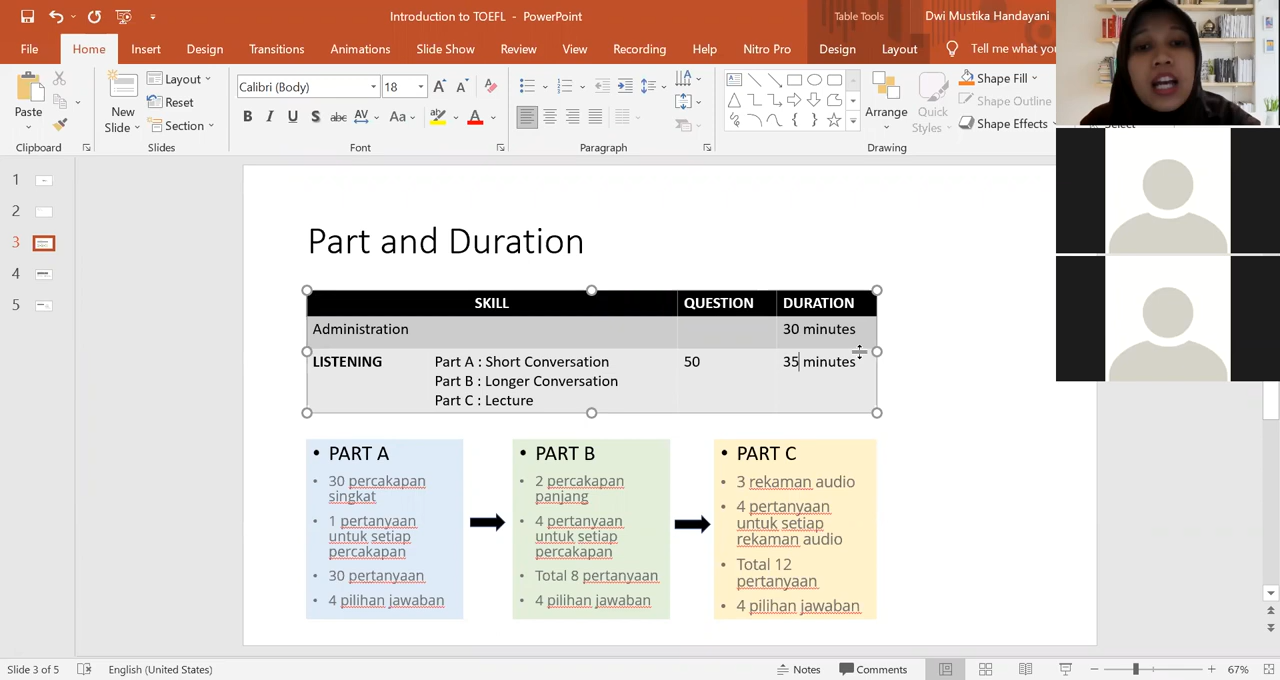 Introduction to TOEFL - PowerPoint
Table Tools
Dwi Mustika Handayani
File Home Insert Design Transitions Animations Slide Show Review View Recording Help Nitro Pro Design Layout Tell me what you
Paste
Clipboard
New Slide
Layout
Reset
Section
Slides
Calibri (Body) 18
B I U S abc AV Aa A
Font
Paragraph
Arrange
Quick Styles
Shape Fill
Shape Outline
Shape Effects
Drawing
Select
1
2
3
4
5
Part and Duration
SKILL QUESTION DURATION
Administration 30 minutes
LISTENING Part A : Short Conversation 50 35 minutes
Part B : Longer Conversation
Part C : Lecture
• PART A
• 30 percakapan
singkat
• 1 pertanyaan
untuk setiap
percakapan
• 30 pertanyaan
• 4 pilihan jawaban
• PART B
• 2 percakapan
panjang
• 4 pertanyaan
untuk setiap
percakapan
• Total 8 pertanyaan
• 4 pilihan jawaban
• PART C
• 3 rekaman audio
• 4 pertanyaan
untuk setiap
rekaman audio
• Total 12
pertanyaan
• 4 pilihan jawaban
Slide 3 of 5 English (United States) Notes Comments 67%